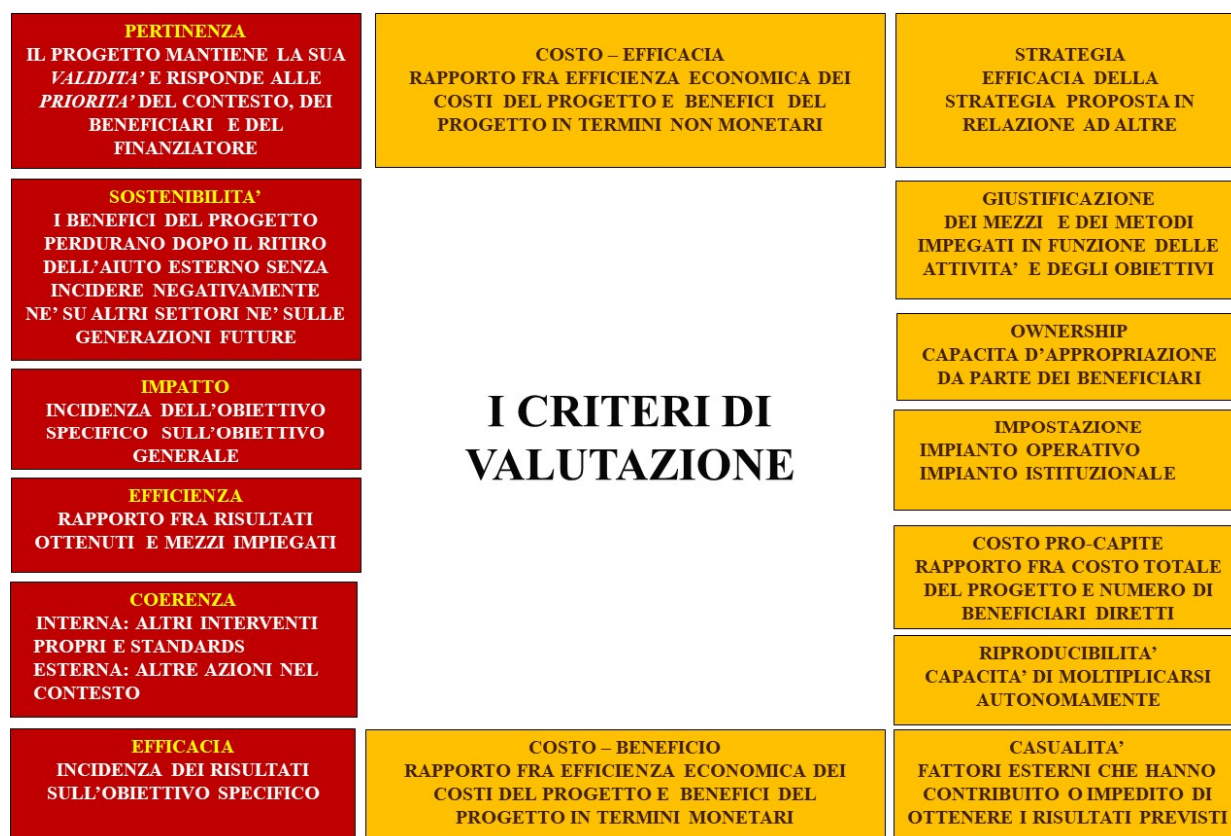 PERTINENZA
IL PROGETTO MANTIENE LA SUA
VALIDITA' E RISPONDE ALLE
PRIORITA' DEL CONTESTO, DEI
BENEFICIARI E DEL
FINANZIATORE
COSTO – EFFICACIA
RAPPORTO FRA EFFICIENZA ECONOMICA DEI
COSTI DEL PROGETTO E BENEFICI DEL
PROGETTO IN TERMINI NON MONETARI
STRATEGIA
EFFICACIA DELLA
STRATEGIA PROPOSTA IN
RELAZIONE AD ALTRE
SOSTENIBILITA'
I BENEFICI DEL PROGETTO
PERDURANO DOPO IL RITIRO
DELL'AIUTO ESTERNO SENZA
INCIDERE NEGATIVAMENTE
NE' SU ALTRI SETTORI NE' SULLE
GENERAZIONI FUTURE
GIUSTIFICAZIONE
DEI MEZZI E DEI METODI
IMPEGATI IN FUNZIONE DELLE
ATTIVITA' E DEGLI OBIETTIVI
OWNERSHIP
CAPACITA D'APPROPRIAZIONE
DA PARTE DEI BENEFICIARI
IMPATTO
INCIDENZA DELL'OBIETTIVO
SPECIFICO SULL'OBIETTIVO
GENERALE
I CRITERI DI
VALUTAZIONE
IMPOSTAZIONE
IMPIANTO OPERATIVO
IMPIANTO ISTITUZIONALE
EFFICIENZA
RAPPORTO FRA RISULTATI
OTTENUTI E MEZZI IMPIEGATI
COSTO PRO-CAPITE
RAPPORTO FRA COSTO TOTALE
DEL PROGETTO E NUMERO DI
BENEFICIARI DIRETTI
COERENZA
INTERNA: ALTRI INTERVENTI
PROPRI E STANDARDS
ESTERNA: ALTRE AZIONI NEL
CONTESTO
RIPRODUCIBILITA'
CAPACITA' DI MOLTIPLICARSI
AUTONOMAMENTE
EFFICACIA
INCIDENZA DEI RISULTATI
SULL'OBIETTIVO SPECIFICO
COSTO – BENEFICIO
RAPPORTO FRA EFFICIENZA ECONOMICA DEI
COSTI DEL PROGETTO E BENEFICI DEL
PROGETTO IN TERMINI MONETARI
CASUALITA'
FATTORI ESTERNI CHE HANNO
CONTRIBUITO O IMPEDITO DI
OTTENERE I RISULTATI PREVISTI